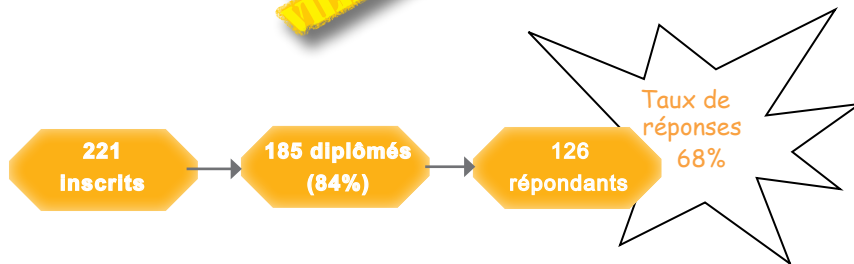 221
inscrits
185 diplômés
(84%)
126
répondants
Taux de
réponses
68%